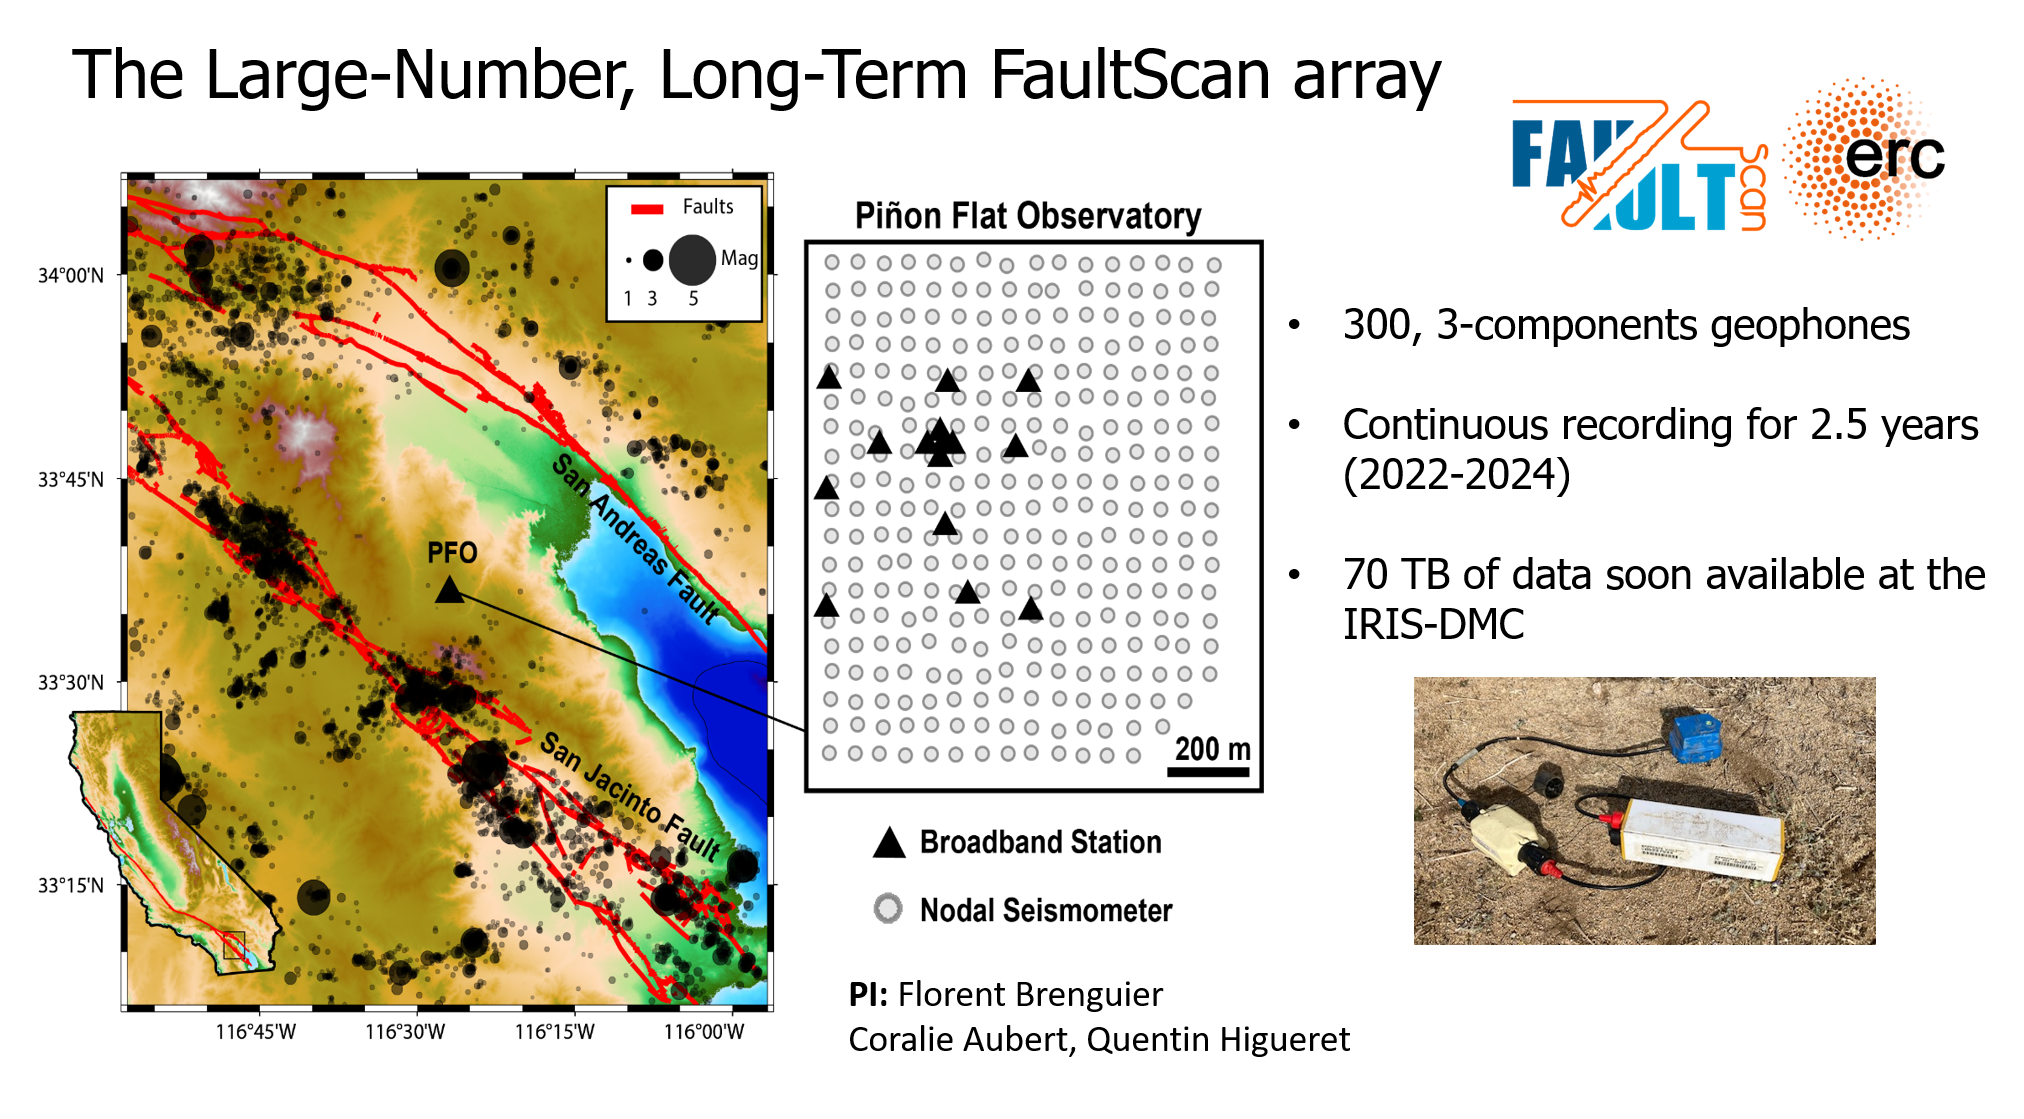 The Large-Number, Long-Term FaultScan array
FAULT
scan
erc
Faults
Mag
1 3 5
34°00'N
33°45'N
33°30'N
33°15'N
116°45'W 116°30'W 116°15'W 116°00'W
San Andreas Fault
PFO
San Jacinto Fault
Piñon Flat Observatory
200 m
Broadband Station
Nodal Seismometer
PI: Florent Brenguier
Coralie Aubert, Quentin Higueret
• 300, 3-components geophones
• Continuous recording for 2.5 years
(2022-2024)
• 70 TB of data soon available at the
IRIS-DMC